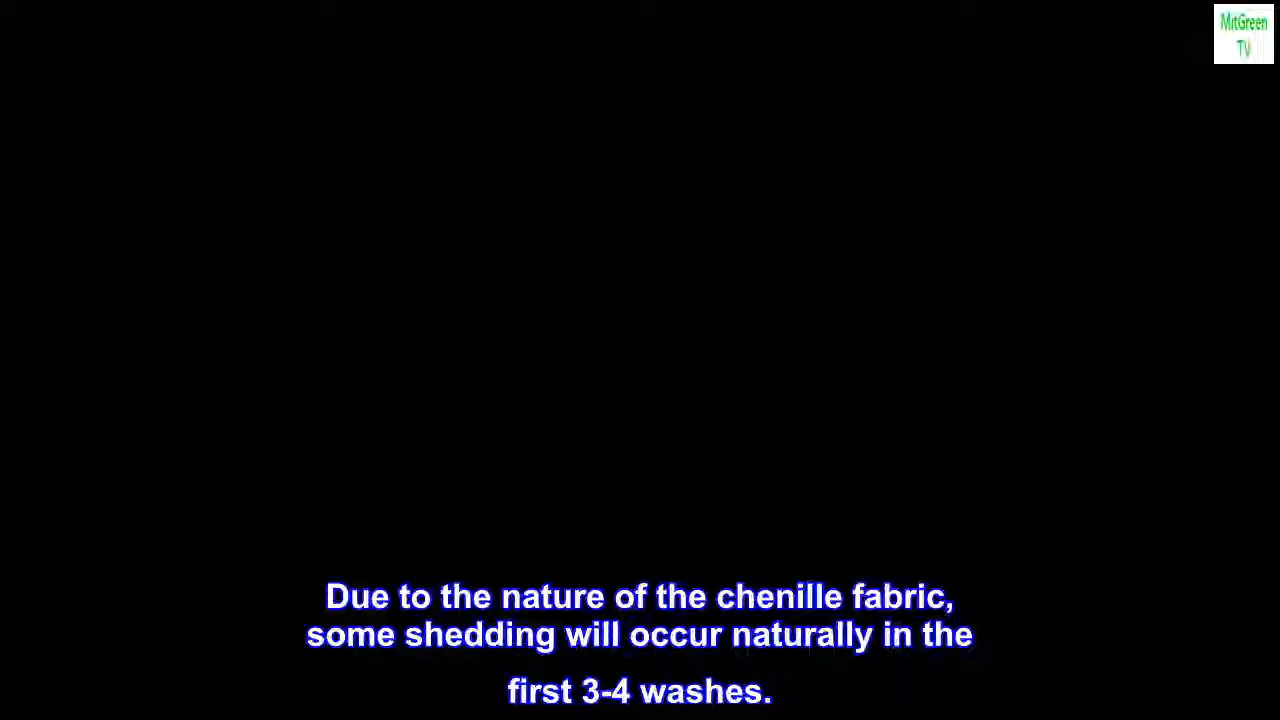 MitGreen
TV
Due to the nature of the chenille fabric,
some shedding will occur naturally in the
first 3-4 washes.